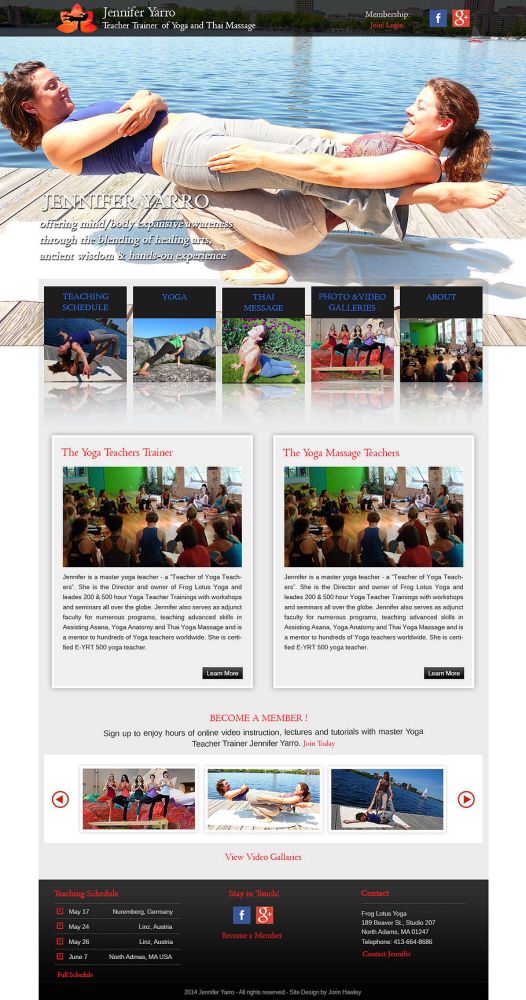 Jennifer Yarro
Teacher Trainer of Yoga and Thai Massage
Membership:
Join! Login
JENNIFER YARRO
offering mind/body expansive awareness
through the blending of healing arts,
ancient wisdom & hands-on experience
TEACHING
SCHEDULE
YOGA
THAI
MESSAGE
PHOTO & VIDEO
GALLERIES
ABOUT
The Yoga Teachers Trainer
Jennifer is a master yoga teacher - a "Teacher of Yoga Teach-
ers". She is the Director and owner of Frog Lotus Yoga and
leades 200 & 500 hour Yoga Teacher Trainings with workshops
and seminars all over the globe. Jennifer also serves as adjunct
faculty for numerous programs, teaching advanced skills in
Assisting Asana, Yoga Anatomy and Thai Yoga Massage and is
a mentor to hundreds of Yoga teachers worldwide. She is certi-
fied E-YRT 500 yoga teacher.
Learn More
The Yoga Massage Teachers
Jennifer is a master yoga teacher - a "Teacher of Yoga Teach-
ers". She is the Director and owner of Frog Lotus Yoga and
leades 200 & 500 hour Yoga Teacher Trainings with workshops
and seminars all over the globe. Jennifer also serves as adjunct
faculty for numerous programs, teaching advanced skills in
Assisting Asana, Yoga Anatomy and Thai Yoga Massage and is
a mentor to hundreds of Yoga teachers worldwide. She is certi-
fied E-YRT 500 yoga teacher.
Learn More
BECOME A MEMBER !
Sign up to enjoy hours of online video instruction, lectures and tutorials with master Yoga
Teacher Trainer Jennifer Yarro. Join Today
View Video Gallaries
Teaching Schedule
May 17 Nuremborg, Germany
May 24 Linz, Austria
May 26 Linz, Austria
June 7 North Admas, MA USA
Full Schedule
Stay in Touch!
Become a Member
Contact
Frog Lotus Yoga
189 Beaver St., Studio 207
North Adams, MA 01247
Telephone: 413-664-8686
Contact Jennifer
2014 Jennifer Yarro - All rights reserved - Site Design by Jorin Hawley